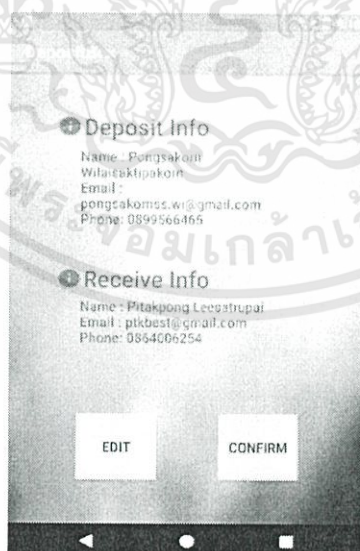 Deposit Info
Name : Pongsakorn
Wilaisaktipakorn
Email :
pongsakornss.wi@gmail.com
Phone: 0899566465
Receive Info
Name : Pitakpong Leesatrupai
Email : ptkbest@gmail.com
Phone: 0864006254
EDIT
CONFIRM